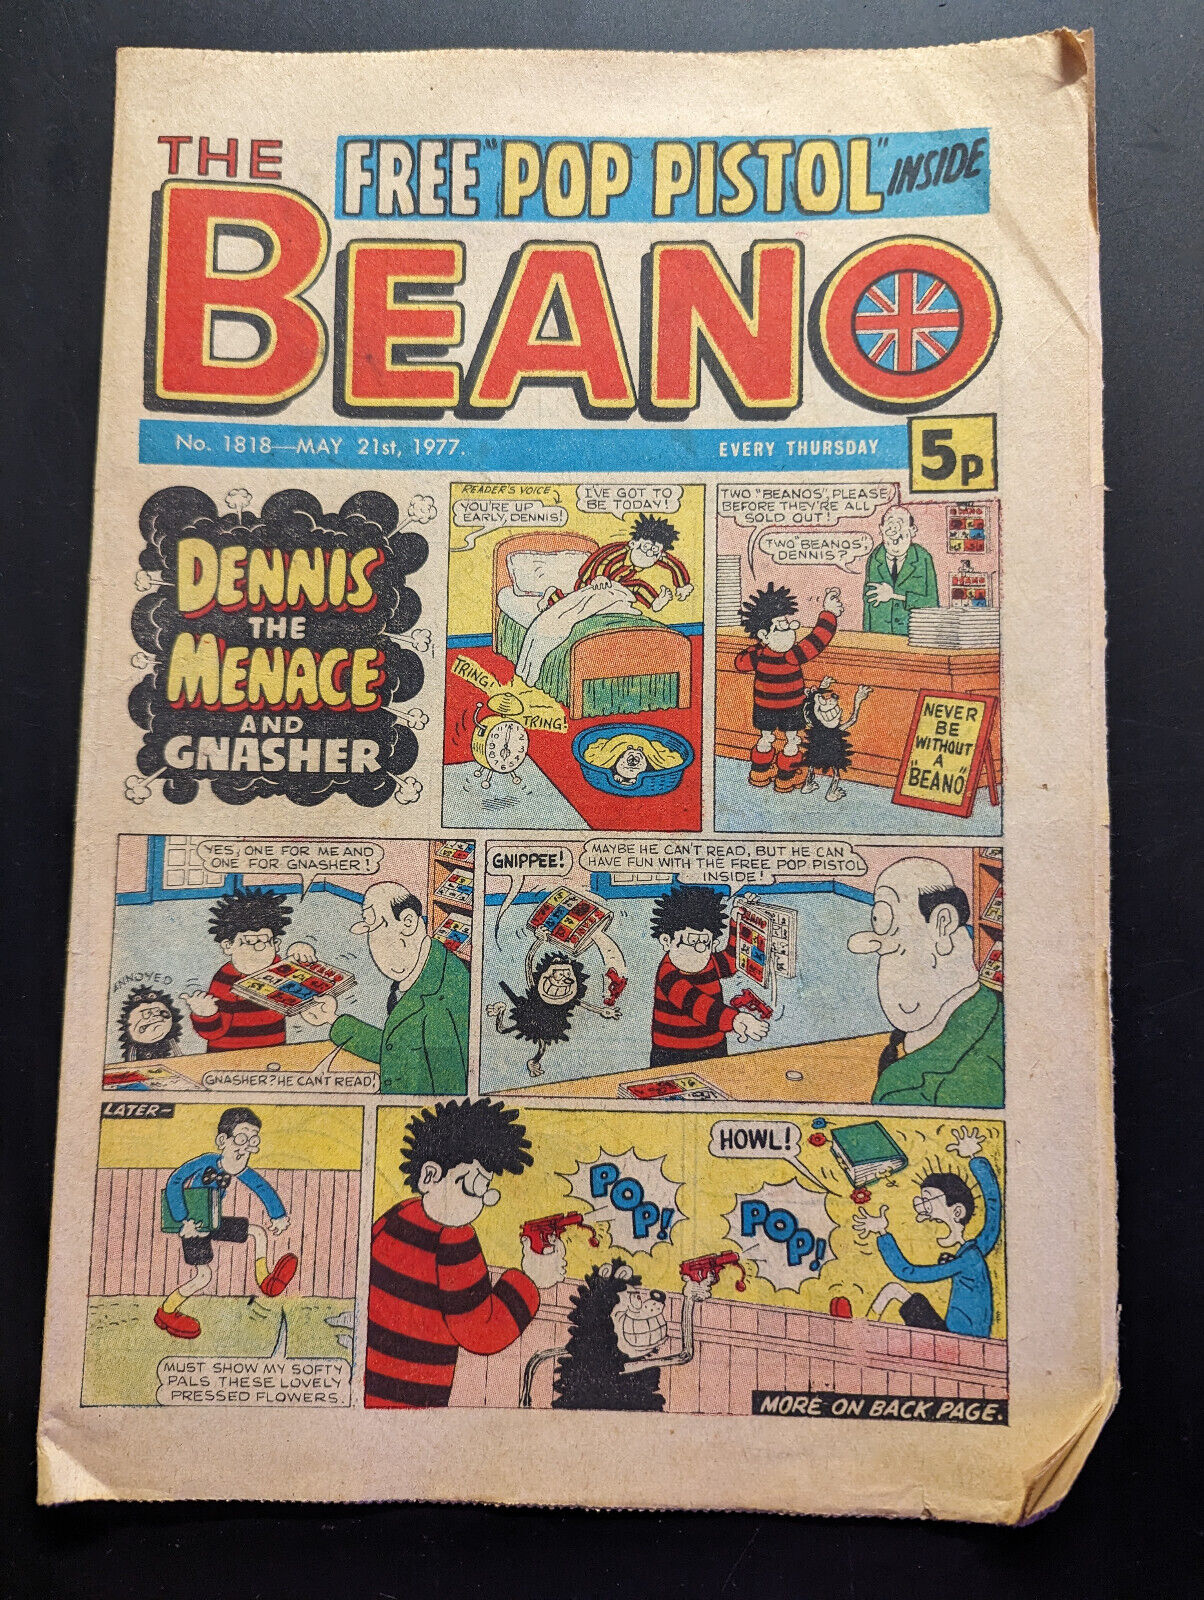 THE
FREE "POP PISTOL" INSIDE
BEANO
No. 1818—MAY 21st, 1977.
EVERY THURSDAY
5p
DENNIS
THE
MENACE
AND
GNASHER
READER'S VOICE
YOU'RE UP
EARLY, DENNIS!
I'VE GOT TO
BE TODAY!
TRING!
TRING!
TWO "BEANOS", PLEASE,
BEFORE THEY'RE ALL
SOLD OUT!
TWO "BEANOS",
DENNIS?
BEANO
BEANO
NEVER
BE
WITHOUT
A
"BEANO"
YES, ONE FOR ME AND
ONE FOR GNASHER!
ANNOYED
BEANO
GNASHER? HE CAN'T READ!
GNIPPEE!
MAYBE HE CAN'T READ, BUT HE CAN
HAVE FUN WITH THE FREE POP PISTOL
INSIDE!
BEANO
BEANO
LATER—
MUST SHOW MY SOFTY
PALS THESE LOVELY
PRESSED FLOWERS.
POP!
POP!
HOWL!
MORE ON BACK PAGE.